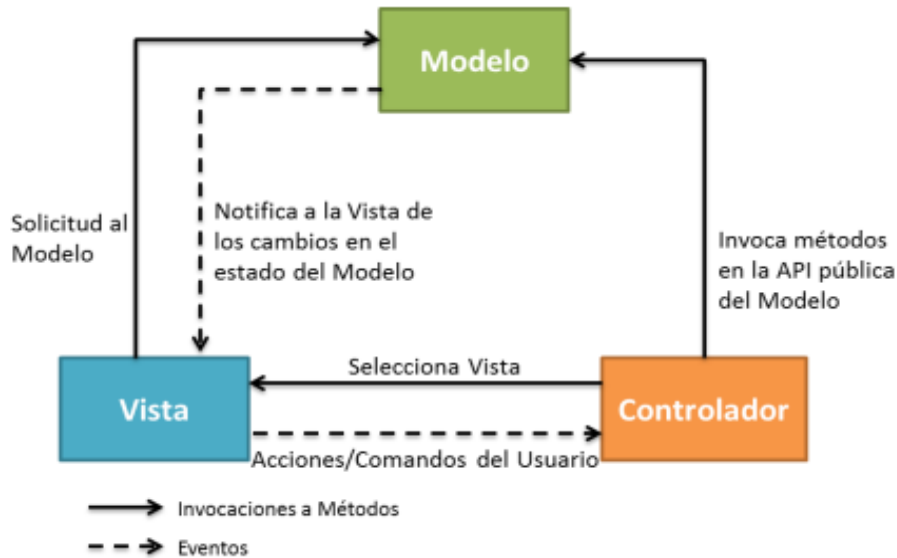 Modelo
Solicitud al
Modelo
Notifica a la Vista de
los cambios en el
estado del Modelo
Invoca métodos
en la API pública
del Modelo
Selecciona Vista
Vista
Controlador
Acciones/Comandos del Usuario
Invocaciones a Métodos
Eventos